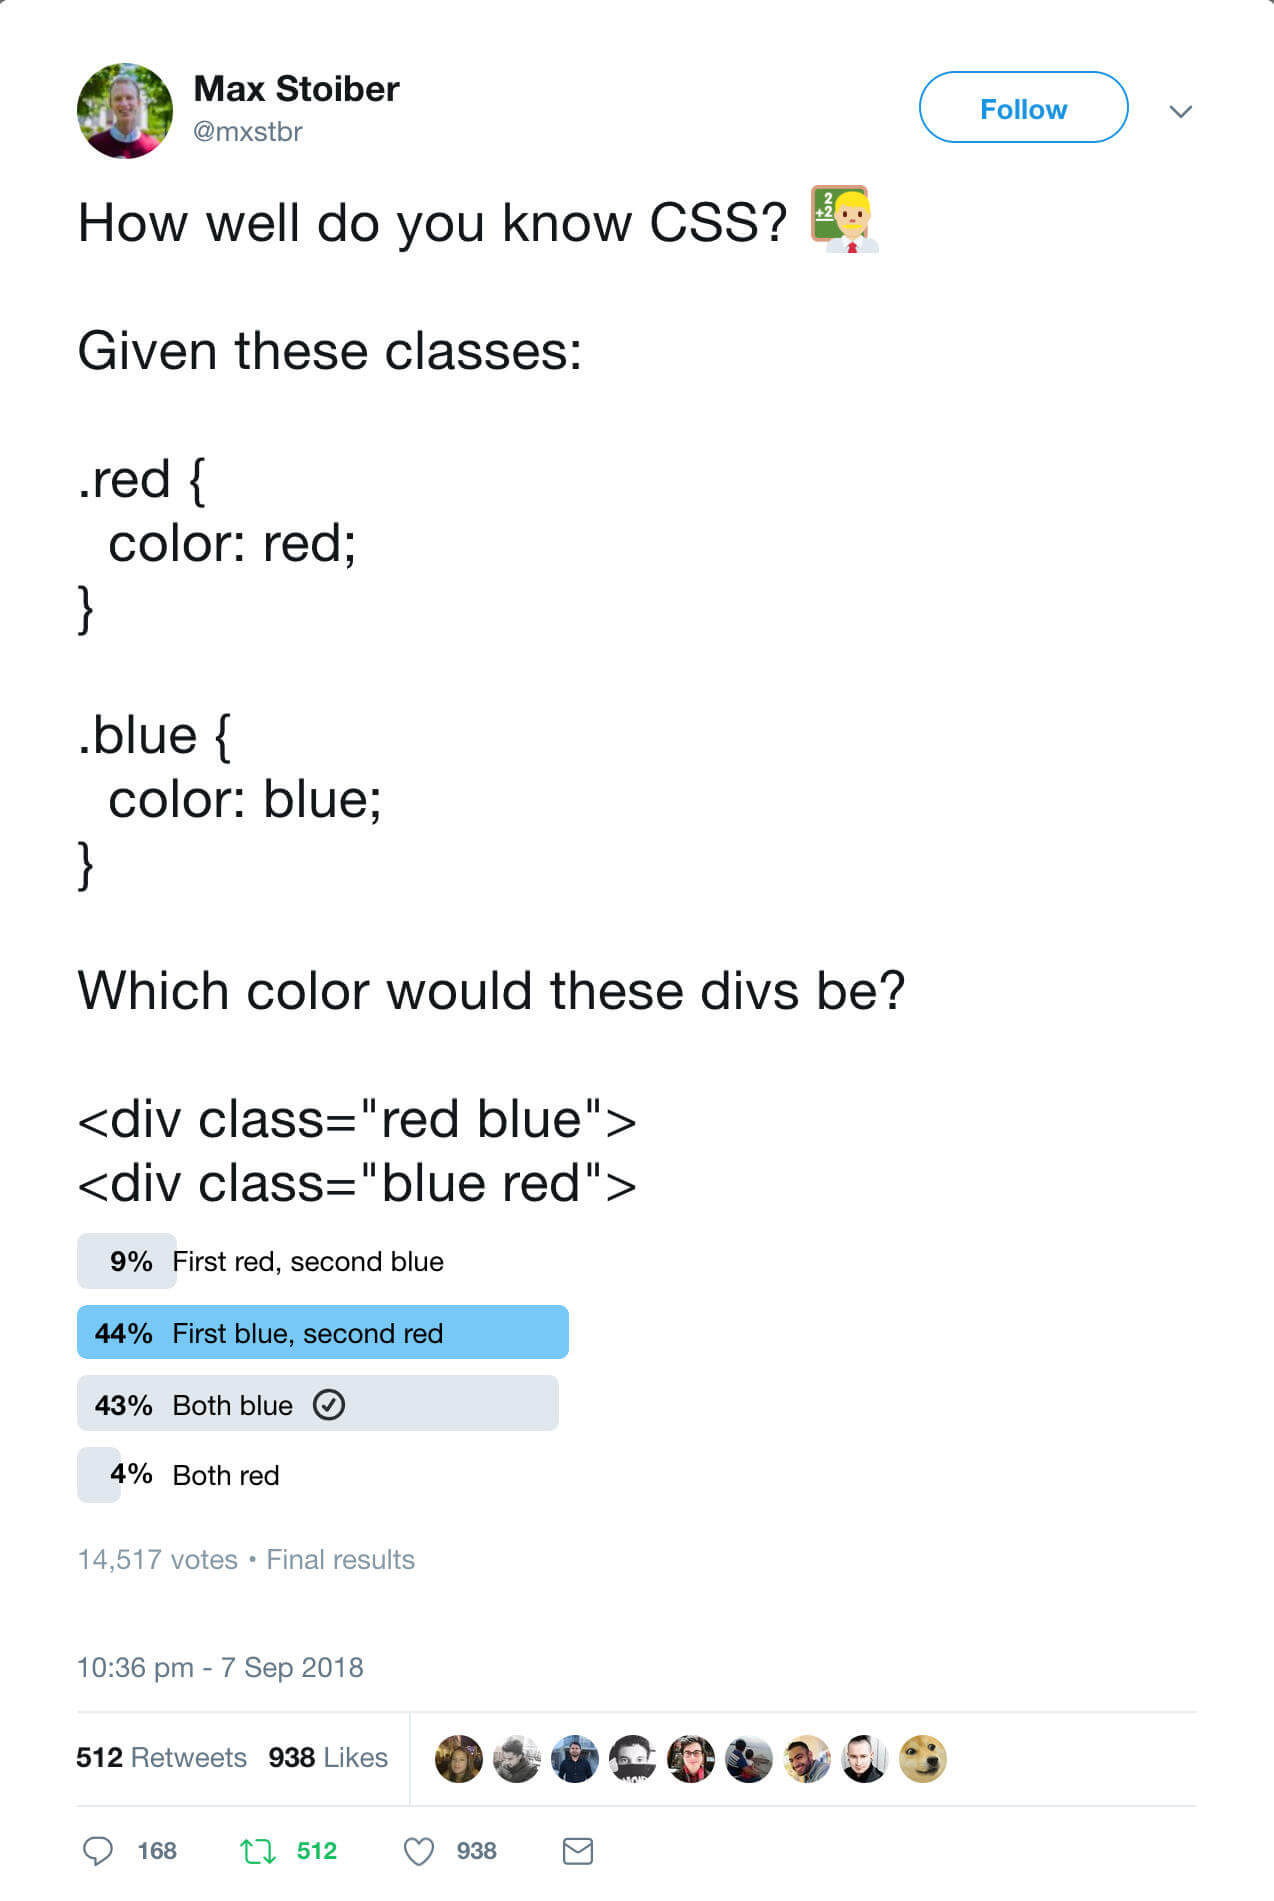 Max Stoiber
@mxstbr
Follow
How well do you know CSS?
2
+2
Given these classes:
.red {
color: red;
}
.blue {
color: blue;
}
Which color would these divs be?
<div class="red blue">
<div class="blue red">
9% First red, second blue
44% First blue, second red
43% Both blue
4% Both red
14,517 votes • Final results
10:36 pm - 7 Sep 2018
512 Retweets 938 Likes
168 512 938